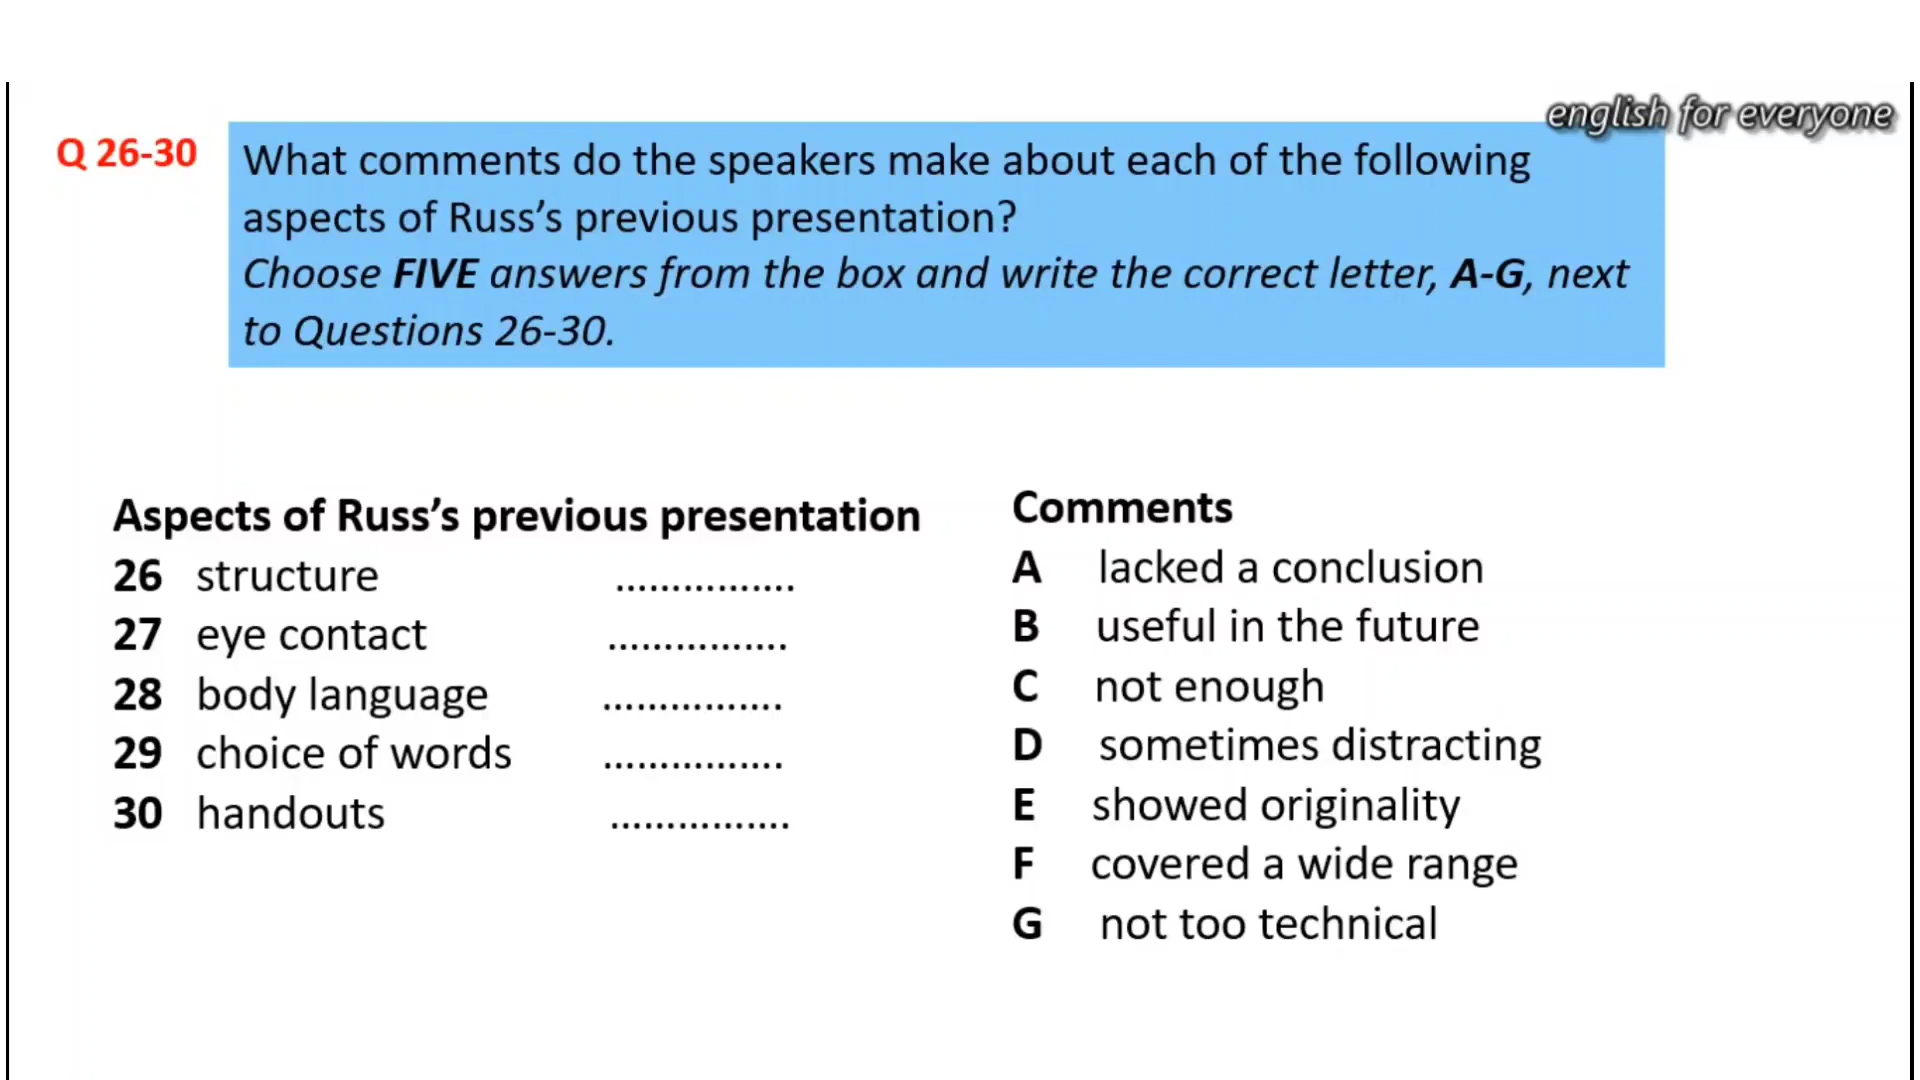 english for everyone
Q 26-30
What comments do the speakers make about each of the following
aspects of Russ’s previous presentation?
Choose FIVE answers from the box and write the correct letter, A-G, next
to Questions 26-30.
Aspects of Russ’s previous presentation
26 structure ................
27 eye contact ................
28 body language ................
29 choice of words ................
30 handouts ................
Comments
A lacked a conclusion
B useful in the future
C not enough
D sometimes distracting
E showed originality
F covered a wide range
G not too technical